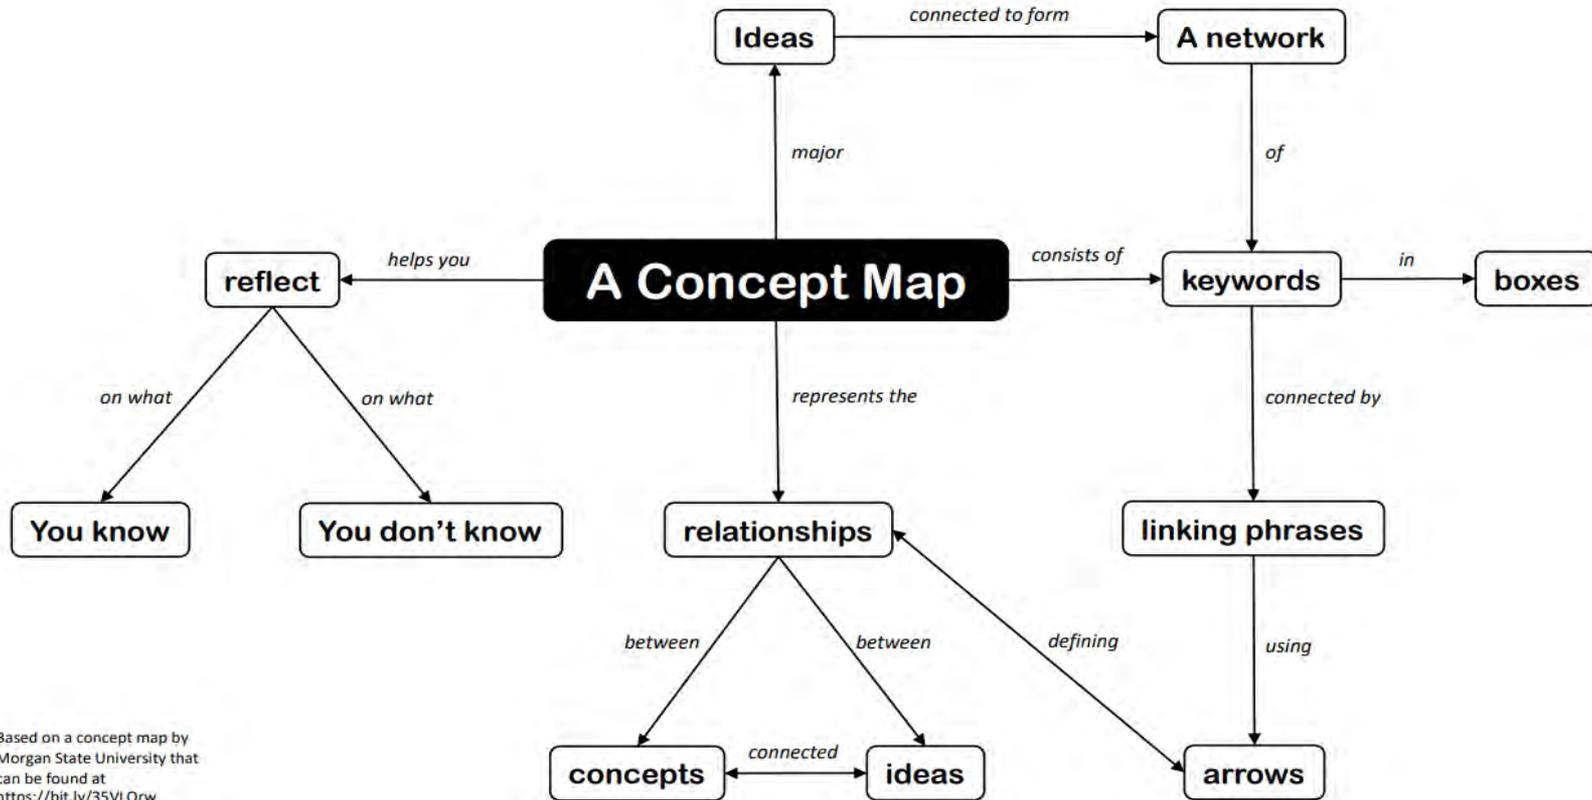 connected to form
Ideas
A network
major
of
helps you
consists of
in
reflect
A Concept Map
keywords
boxes
on what
on what
represents the
connected by
You know
You don't know
relationships
linking phrases
between
between
defining
using
Based on a concept map by
Morgan State University that
can be found at
connected
concepts
ideas
arrows